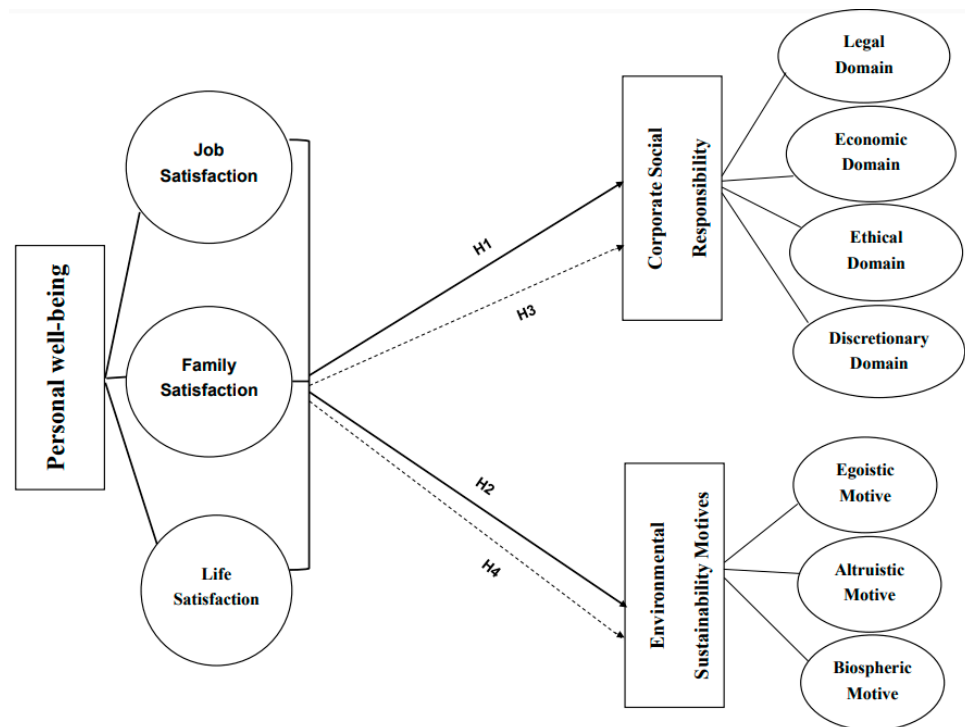 Personal well-being
Job
Satisfaction
Family
Satisfaction
Life
Satisfaction
H1
H3
H2
H4
Corporate Social
Responsibility
Legal
Domain
Economic
Domain
Ethical
Domain
Discretionary
Domain
Environmental
Sustainability Motives
Egoistic
Motive
Altruistic
Motive
Biospheric
Motive